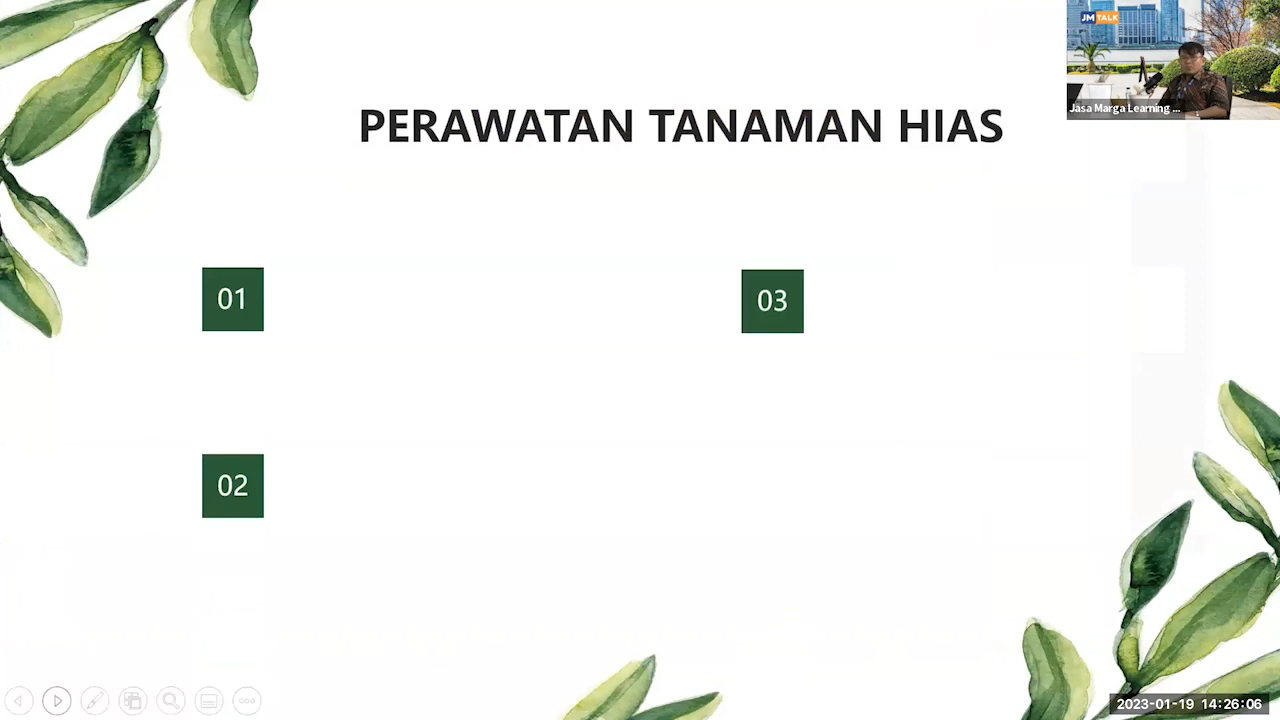 JM TALK
Jasa Marga Learning ...
PERAWATAN TANAMAN HIAS
01
03
02
2023-01-19 14:26:06